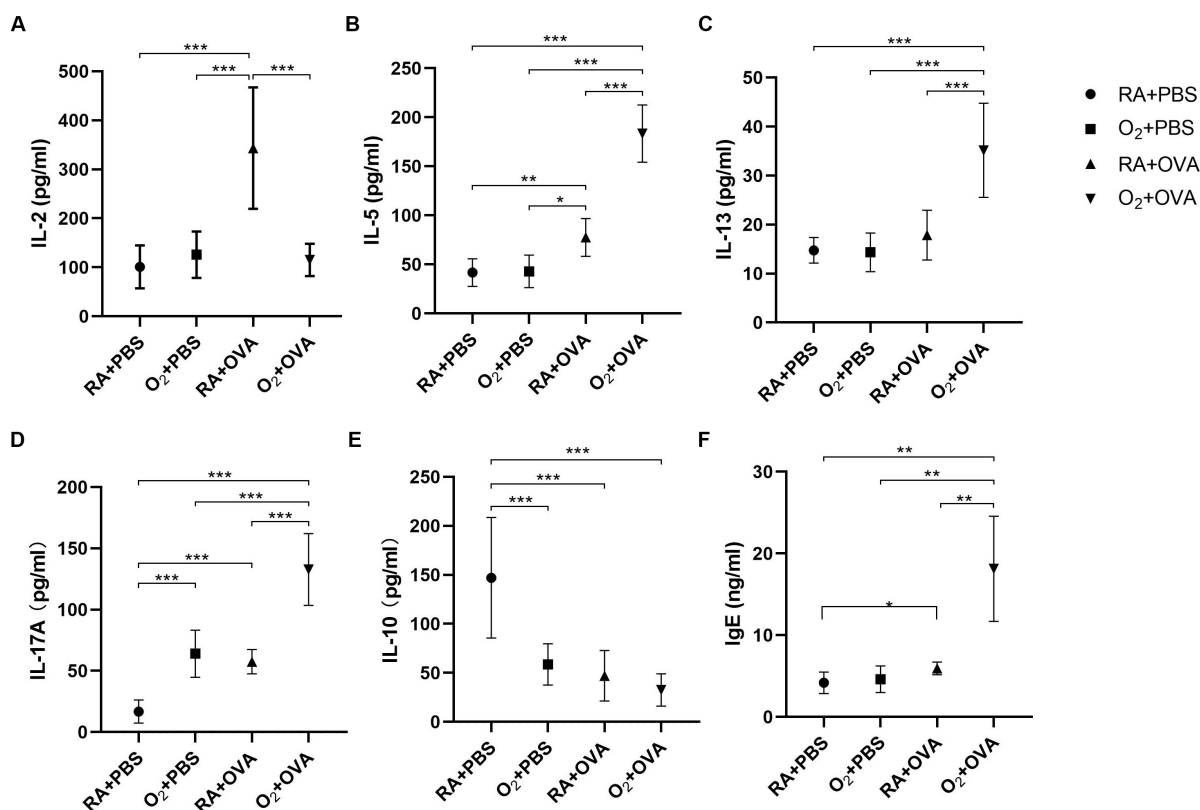 A
***
***
***
IL-2 (pg/ml)
500
400
300
200
100
0
RA+PBS
O₂+PBS
RA+OVA
O₂+OVA
B
***
***
***
**
*
IL-5 (pg/ml)
250
200
150
100
50
0
RA+PBS
O₂+PBS
RA+OVA
O₂+OVA
C
***
***
***
IL-13 (pg/ml)
50
40
30
20
10
0
RA+PBS
O₂+PBS
RA+OVA
O₂+OVA
RA+PBS
O₂+PBS
RA+OVA
O₂+OVA
D
***
***
***
***
***
IL-17A（pg/ml）
200
150
100
50
0
RA+PBS
O₂+PBS
RA+OVA
O₂+OVA
E
***
***
***
IL-10（pg/ml）
250
200
150
100
50
0
RA+PBS
O₂+PBS
RA+OVA
O₂+OVA
F
**
**
**
*
IgE (ng/ml)
30
20
10
0
RA+PBS
O₂+PBS
RA+OVA
O₂+OVA